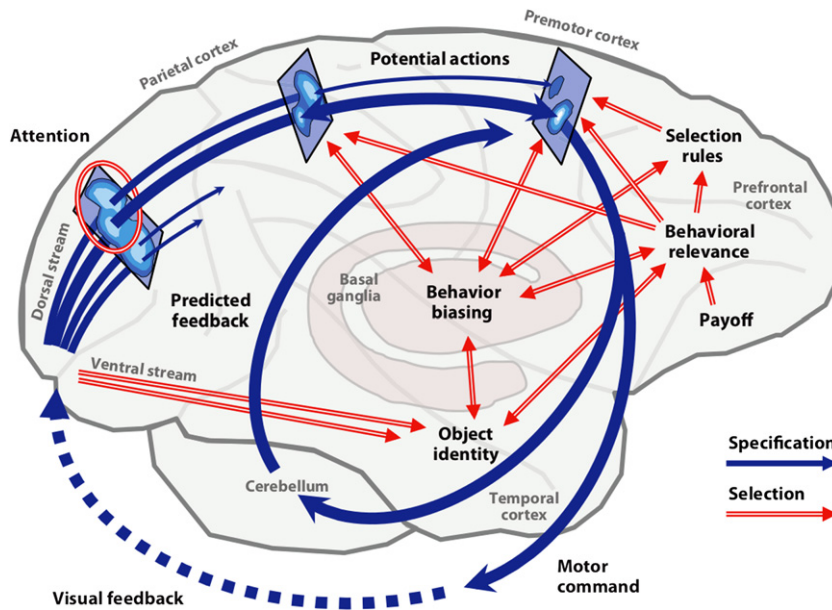 Premotor cortex
Parietal cortex
Potential actions
Attention
Selection
rules
Prefrontal
cortex
Behavioral
relevance
Dorsal stream
Basal
ganglia
Behavior
biasing
Predicted
feedback
Payoff
Ventral stream
Object
identity
Specification
Cerebellum
Temporal
cortex
Selection
Motor
command
Visual feedback